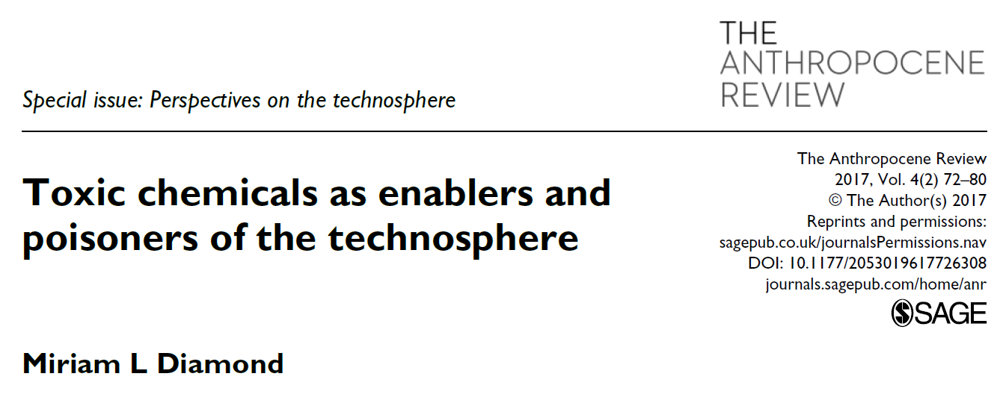 THE
ANTHROPOCENE
REVIEW
Special issue: Perspectives on the technosphere
Toxic chemicals as enablers and
poisoners of the technosphere
Miriam L Diamond
The Anthropocene Review
2017, Vol. 4(2) 72–80
© The Author(s) 2017
Reprints and permissions:
sagepub.co.uk/journalsPermissions.nav
DOI: 10.1177/2053019617726308
journals.sagepub.com/home/anr
SAGE